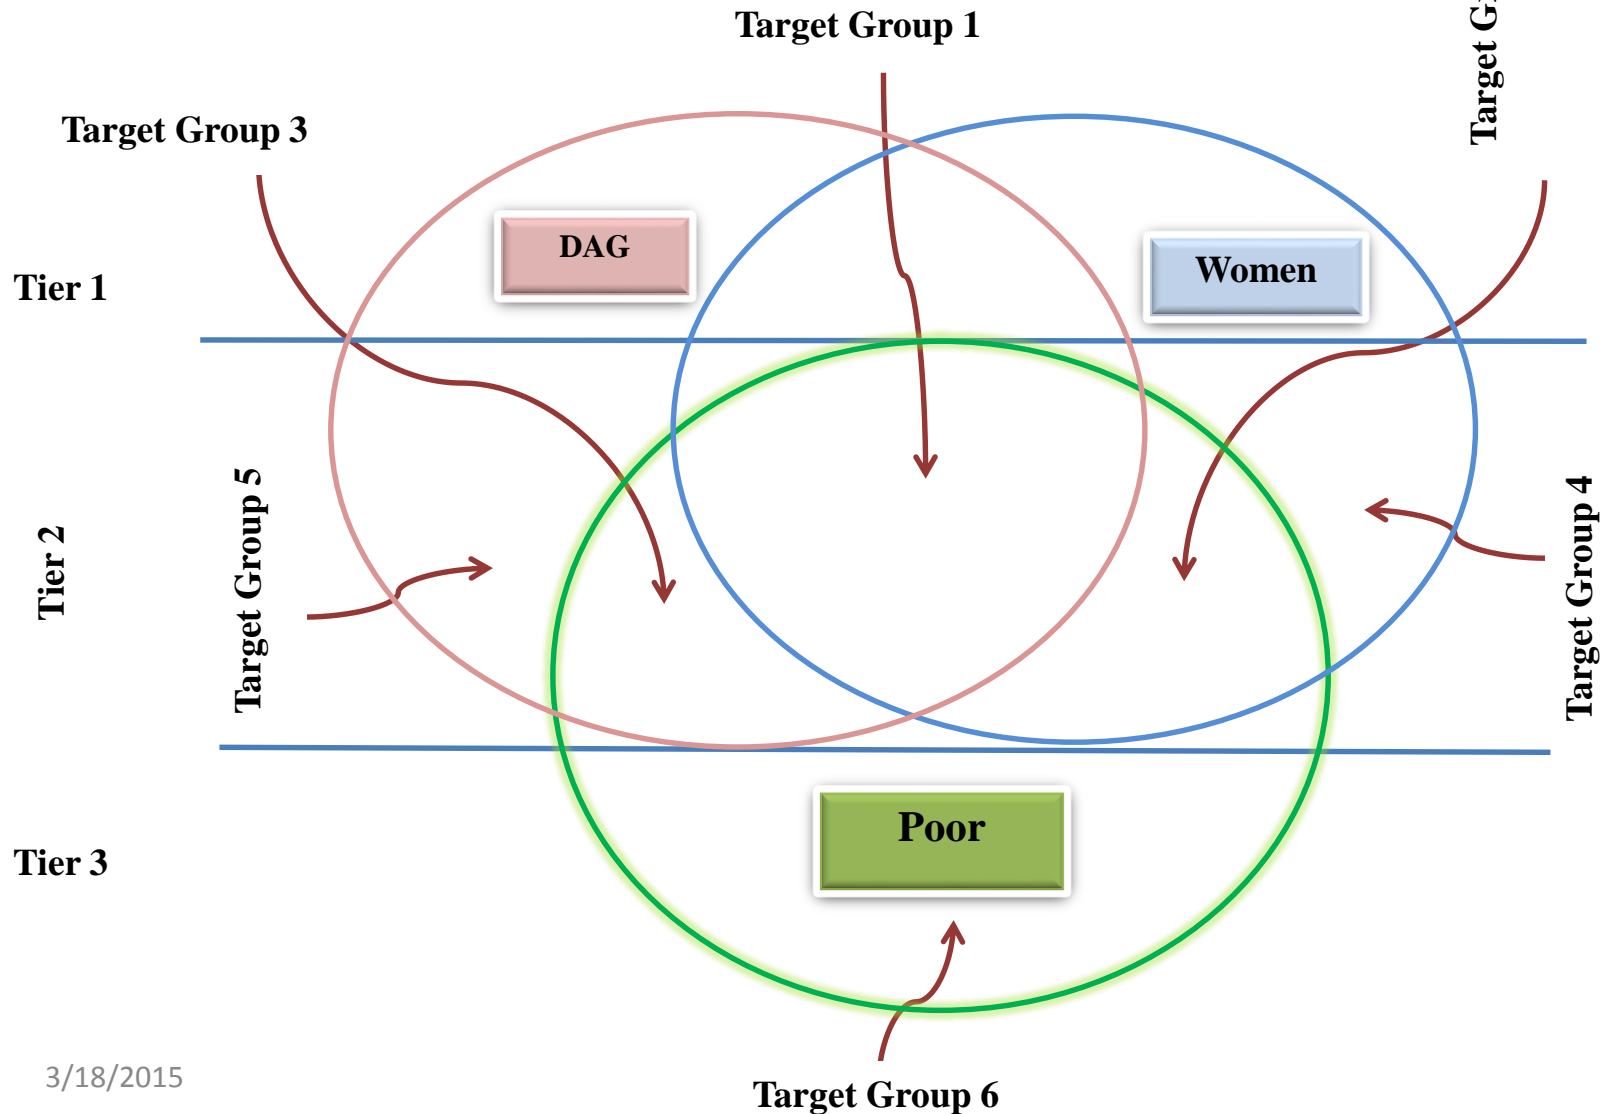 Target Group 1
Target
Target Group 3
DAG
Women
Tier 1
Target Group 5
Target Group 4
Tier 2
Poor
Tier 3
3/18/2015
Target Group 6